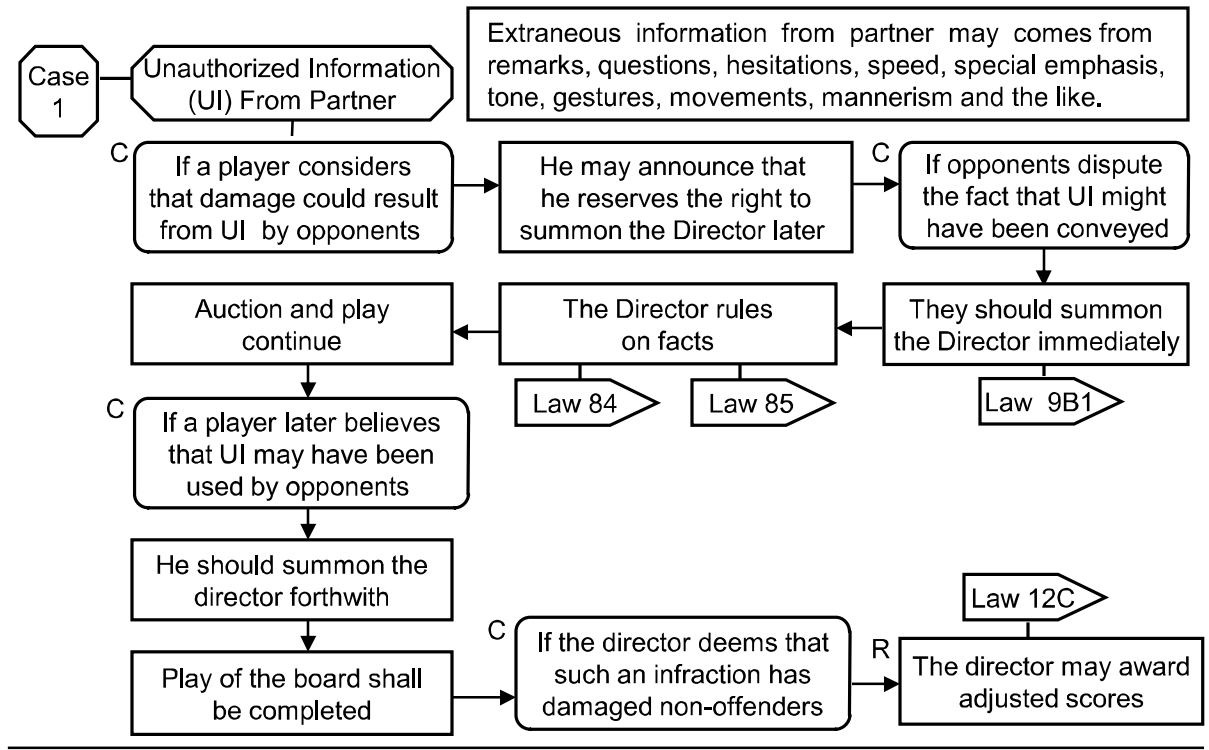 Case
1
Unauthorized Information
(UI) From Partner
Extraneous information from partner may comes from
remarks, questions, hesitations, speed, special emphasis,
tone, gestures, movements, mannerism and the like.
C
If a player considers
that damage could result
from UI by opponents
He may announce that
he reserves the right to
summon the Director later
C
If opponents dispute
the fact that UI might
have been conveyed
They should summon
the Director immediately
Law 9B1
The Director rules
on facts
Law 84
Law 85
Auction and play
continue
C
If a player later believes
that UI may have been
used by opponents
He should summon the
director forthwith
Play of the board shall
be completed
C
If the director deems that
such an infraction has
damaged non-offenders
R
The director may award
adjusted scores
Law 12C